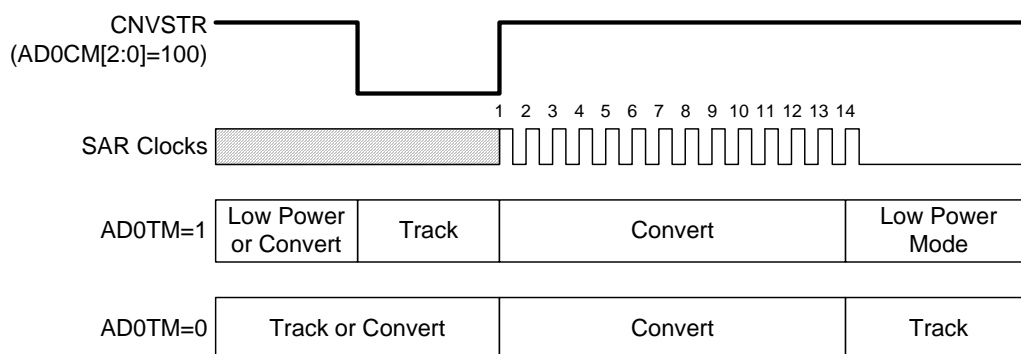 CNVSTR
(AD0CM[2:0]=100)
1 2 3 4 5 6 7 8 9 10 11 12 13 14
SAR Clocks
AD0TM=1
Low Power
or Convert
Track
Convert
Low Power
Mode
AD0TM=0
Track or Convert
Convert
Track